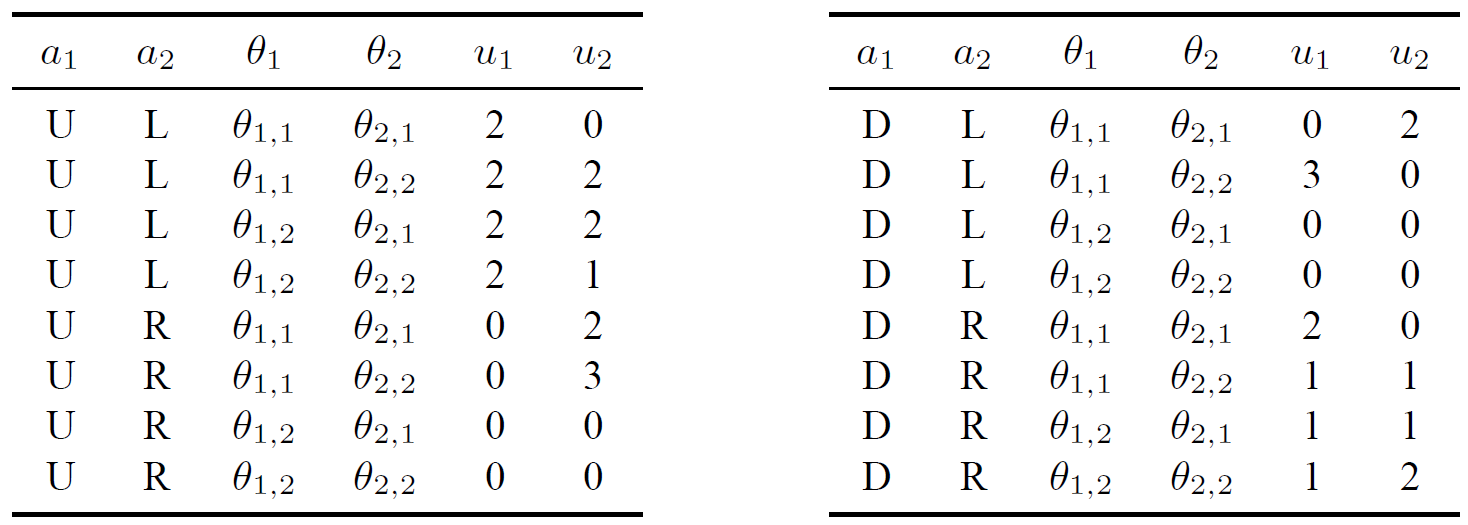 a₁ a₂ θ₁ θ₂ u₁ u₂
U L θ₁,₁ θ₂,₁ 2 0
U L θ₁,₁ θ₂,₂ 2 2
U L θ₁,₂ θ₂,₁ 2 2
U L θ₁,₂ θ₂,₂ 2 1
U R θ₁,₁ θ₂,₁ 0 2
U R θ₁,₁ θ₂,₂ 0 3
U R θ₁,₂ θ₂,₁ 0 0
U R θ₁,₂ θ₂,₂ 0 0
a₁ a₂ θ₁ θ₂ u₁ u₂
D L θ₁,₁ θ₂,₁ 0 2
D L θ₁,₁ θ₂,₂ 3 0
D L θ₁,₂ θ₂,₁ 0 0
D L θ₁,₂ θ₂,₂ 0 0
D R θ₁,₁ θ₂,₁ 2 0
D R θ₁,₁ θ₂,₂ 1 1
D R θ₁,₂ θ₂,₁ 1 1
D R θ₁,₂ θ₂,₂ 1 2